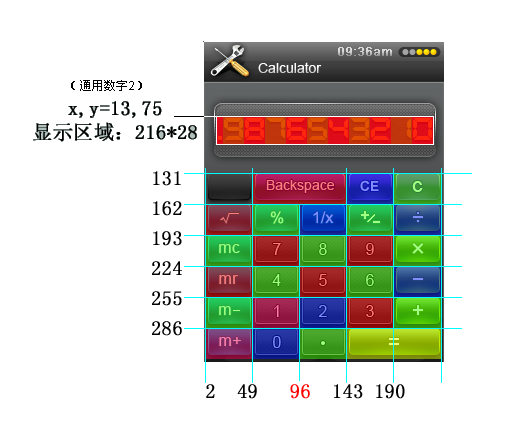 09:36am
Calculator
（通用数字2）
x,y=13,75
显示区域：216*28
.98765432 0
131
Backspace CE C
162
√‾ % 1/x +/- ÷
193
mc 7 8 9 ×
224
mr 4 5 6 −
255
m− 1 2 3 +
286
m+ 0 · =
2 49 96 143 190